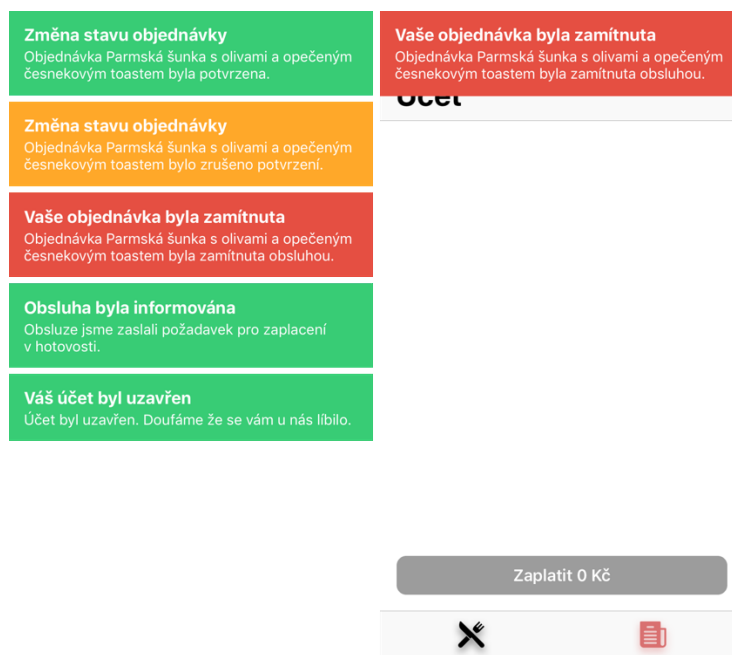 Změna stavu objednávky
Objednávka Parmská šunka s olivami a opečeným
česnekovým toastem byla potvrzena.
Změna stavu objednávky
Objednávka Parmská šunka s olivami a opečeným
česnekovým toastem bylo zrušeno potvrzení.
Vaše objednávka byla zamítnuta
Objednávka Parmská šunka s olivami a opečeným
česnekovým toastem byla zamítnuta obsluhou.
Obsluha byla informována
Obsluze jsme zaslali požadavek pro zaplacení
v hotovosti.
Váš účet byl uzavřen
Účet byl uzavřen. Doufáme že se vám u nás líbilo.
Vaše objednávka byla zamítnuta
Objednávka Parmská šunka s olivami a opečeným
česnekovým toastem byla zamítnuta obsluhou.
Účet
Zaplatit 0 Kč